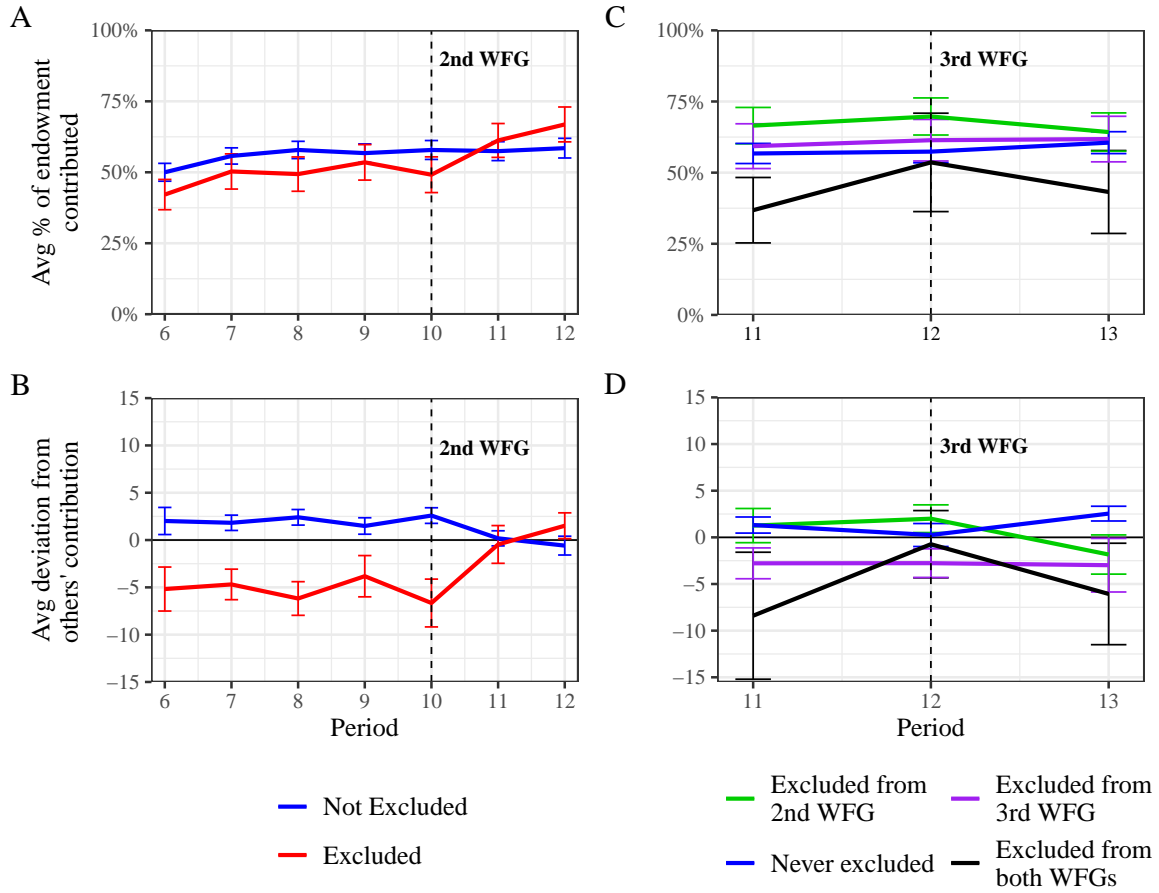 A
Avg % of endowment
contributed
100%
75%
50%
25%
0%
2nd WFG
6 7 8 9 10 11 12
C
100%
75%
50%
25%
0%
3rd WFG
11 12 13
B
Avg deviation from
others' contribution
15
10
5
0
−5
−10
−15
2nd WFG
6 7 8 9 10 11 12
Period
D
15
10
5
0
−5
−10
−15
3rd WFG
11 12 13
Period
Not Excluded
Excluded
Excluded from
2nd WFG
Excluded from
3rd WFG
Never excluded
Excluded from
both WFGs